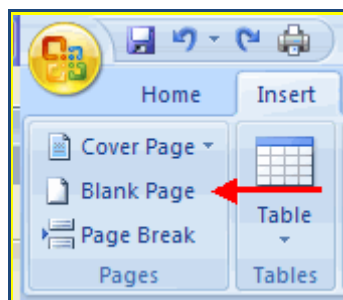 Home Insert
Cover Page
Blank Page
Page Break
Table
Pages Tables